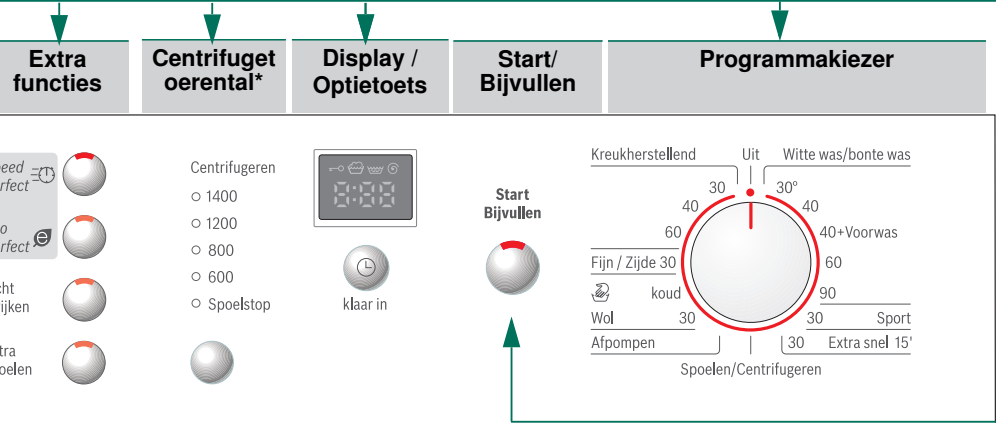 Extra
functies
Centrifuget
oerental*
Display /
Optietoets
Start/
Bijvullen
Programmakiezer
Centrifugeren
1400
1200
800
600
Spoelstop
8:88
klaar in
Start
Bijvullen
Kreukherstellend
Uit
Witte was/bonte was
30
30°
40
40
60
40+Voorwas
Fijn / Zijde 30
60
koud
90
Wol
30
30
Sport
Afpompen
30
Extra snel 15'
Spoelen/Centrifugeren